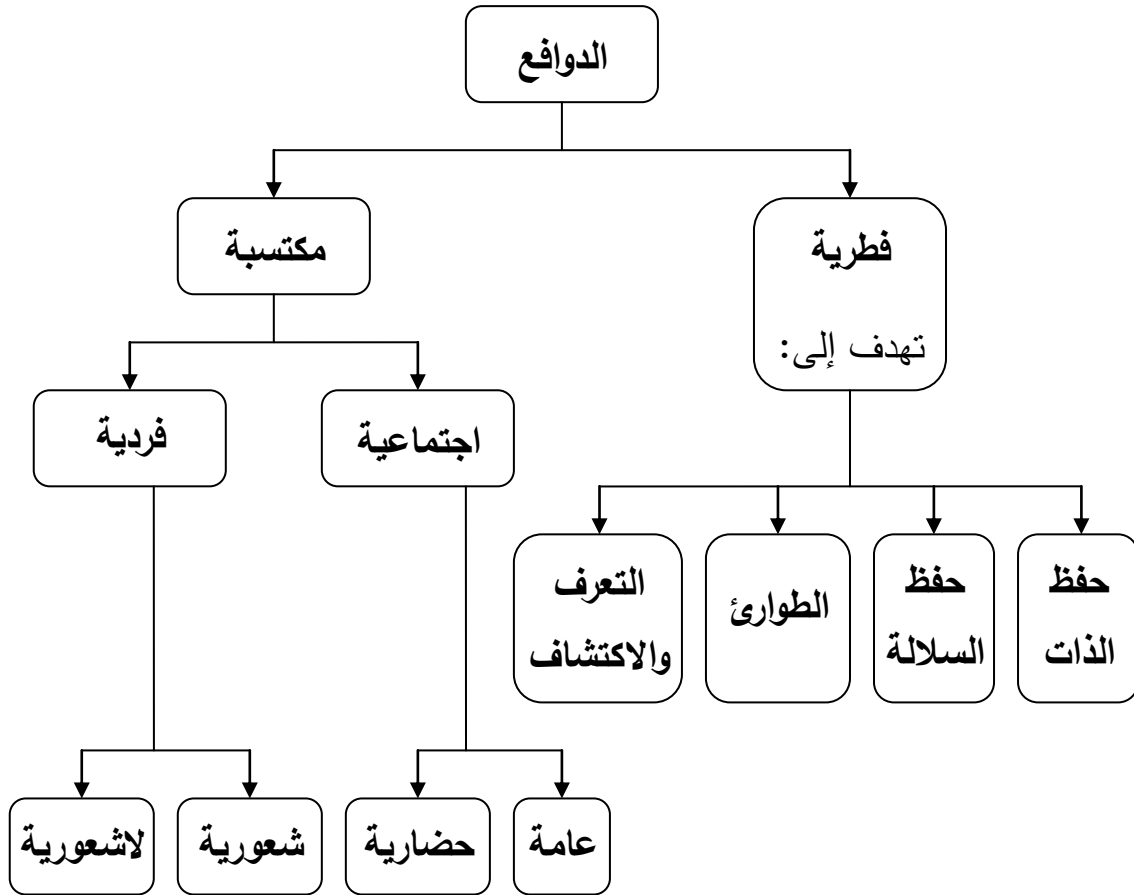 الدوافع
فطرية
تهدف إلى:
مكتسبة
اجتماعية
فردية
حفظ
الذات
حفظ
السلالة
الطوارئ
التعرف
والاكتشاف
عامة
حضارية
شعورية
لاشعورية